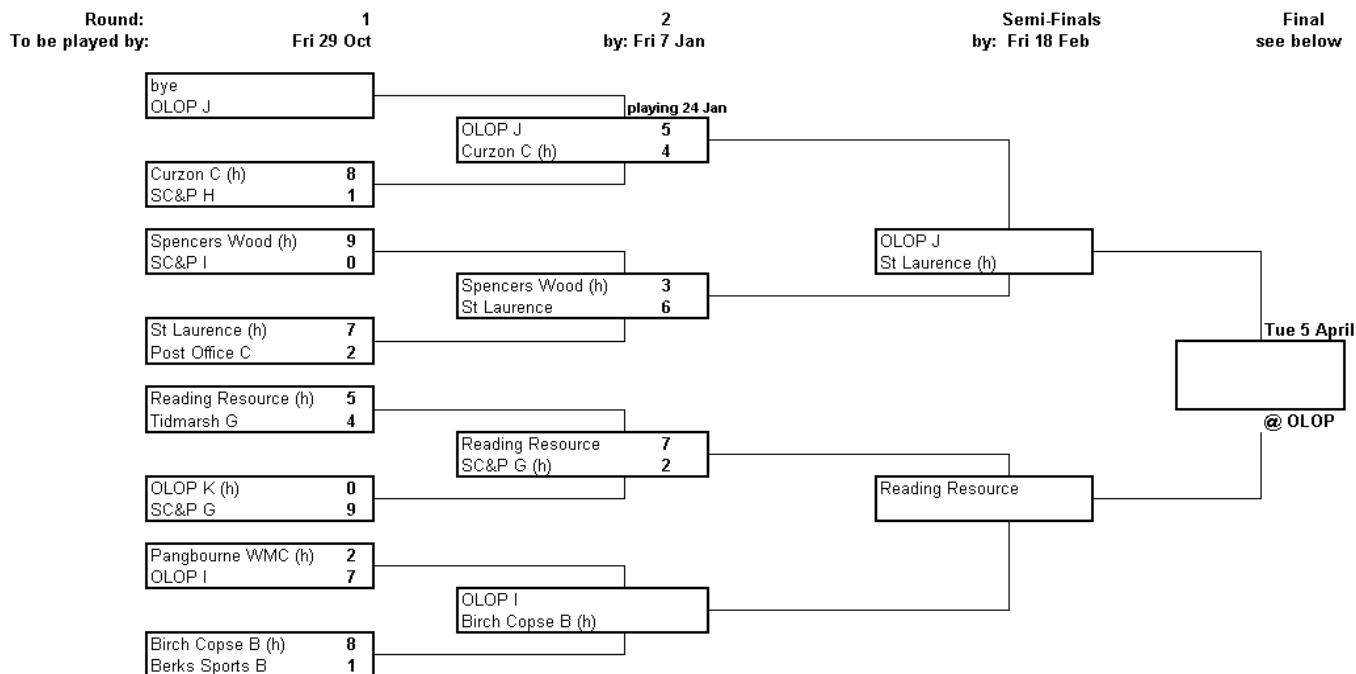 Round: 1 2 Semi-Finals Final
To be played by: Fri 29 Oct by: Fri 7 Jan by: Fri 18 Feb see below
bye
OLOP J
playing 24 Jan
OLOP J 5
Curzon C (h) 4
Curzon C (h) 8
SC&P H 1
Spencers Wood (h) 9
SC&P I 0
OLOP J
St Laurence (h)
Spencers Wood (h) 3
St Laurence 6
St Laurence (h) 7
Post Office C 2
Tue 5 April
@ OLOP
Reading Resource (h) 5
Tidmarsh G 4
Reading Resource 7
SC&P G (h) 2
Reading Resource
OLOP K (h) 0
SC&P G 9
Pangbourne WMC (h) 2
OLOP I 7
OLOP I
Birch Copse B (h)
Birch Copse B (h) 8
Berks Sports B 1